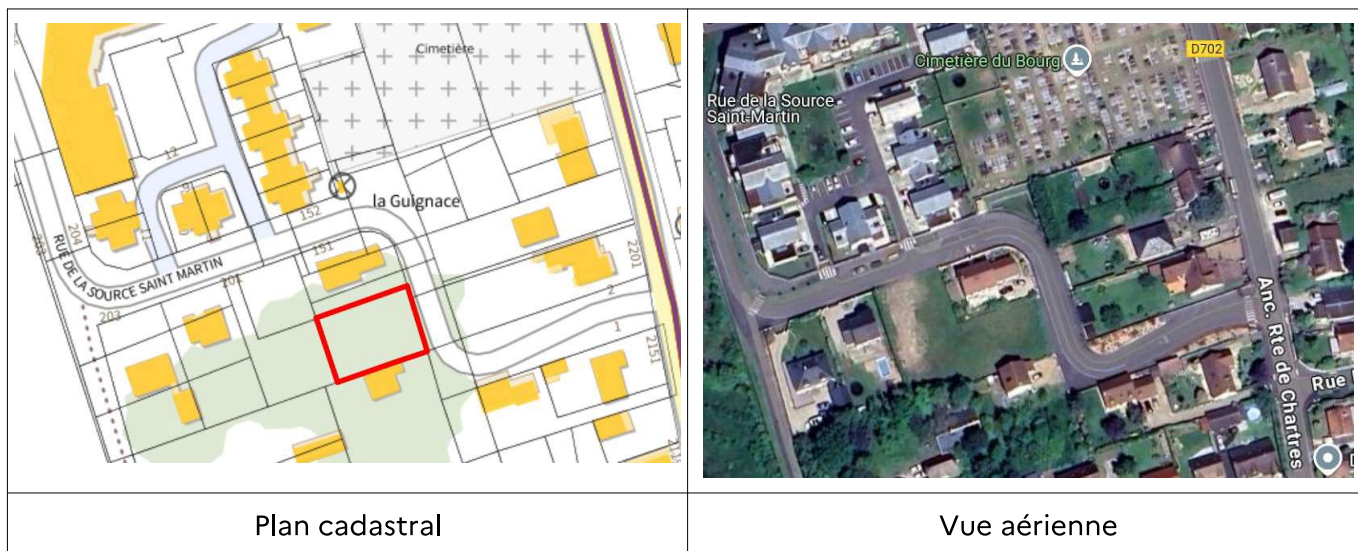 Cimetière
12
la Guignace
152
151
204
203
RUE DE LA SOURCE SAINT MARTIN
201
203
2201
2
1
2151
Cimetière du Bourg
D702
Rue de la Source
Saint-Martin
Anc. Rte de Chartres
Rue
Plan cadastral
Vue aérienne